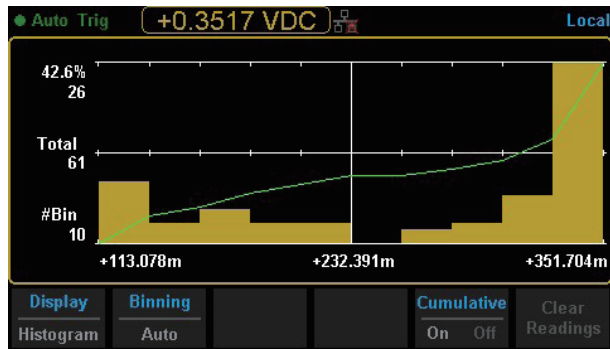 Auto Trig +0.3517 VDC Local
42.6%
26
Total
61
#Bin
10
+113.078m +232.391m +351.704m
Display Binning Cumulative Clear
Histogram Auto On Off Readings